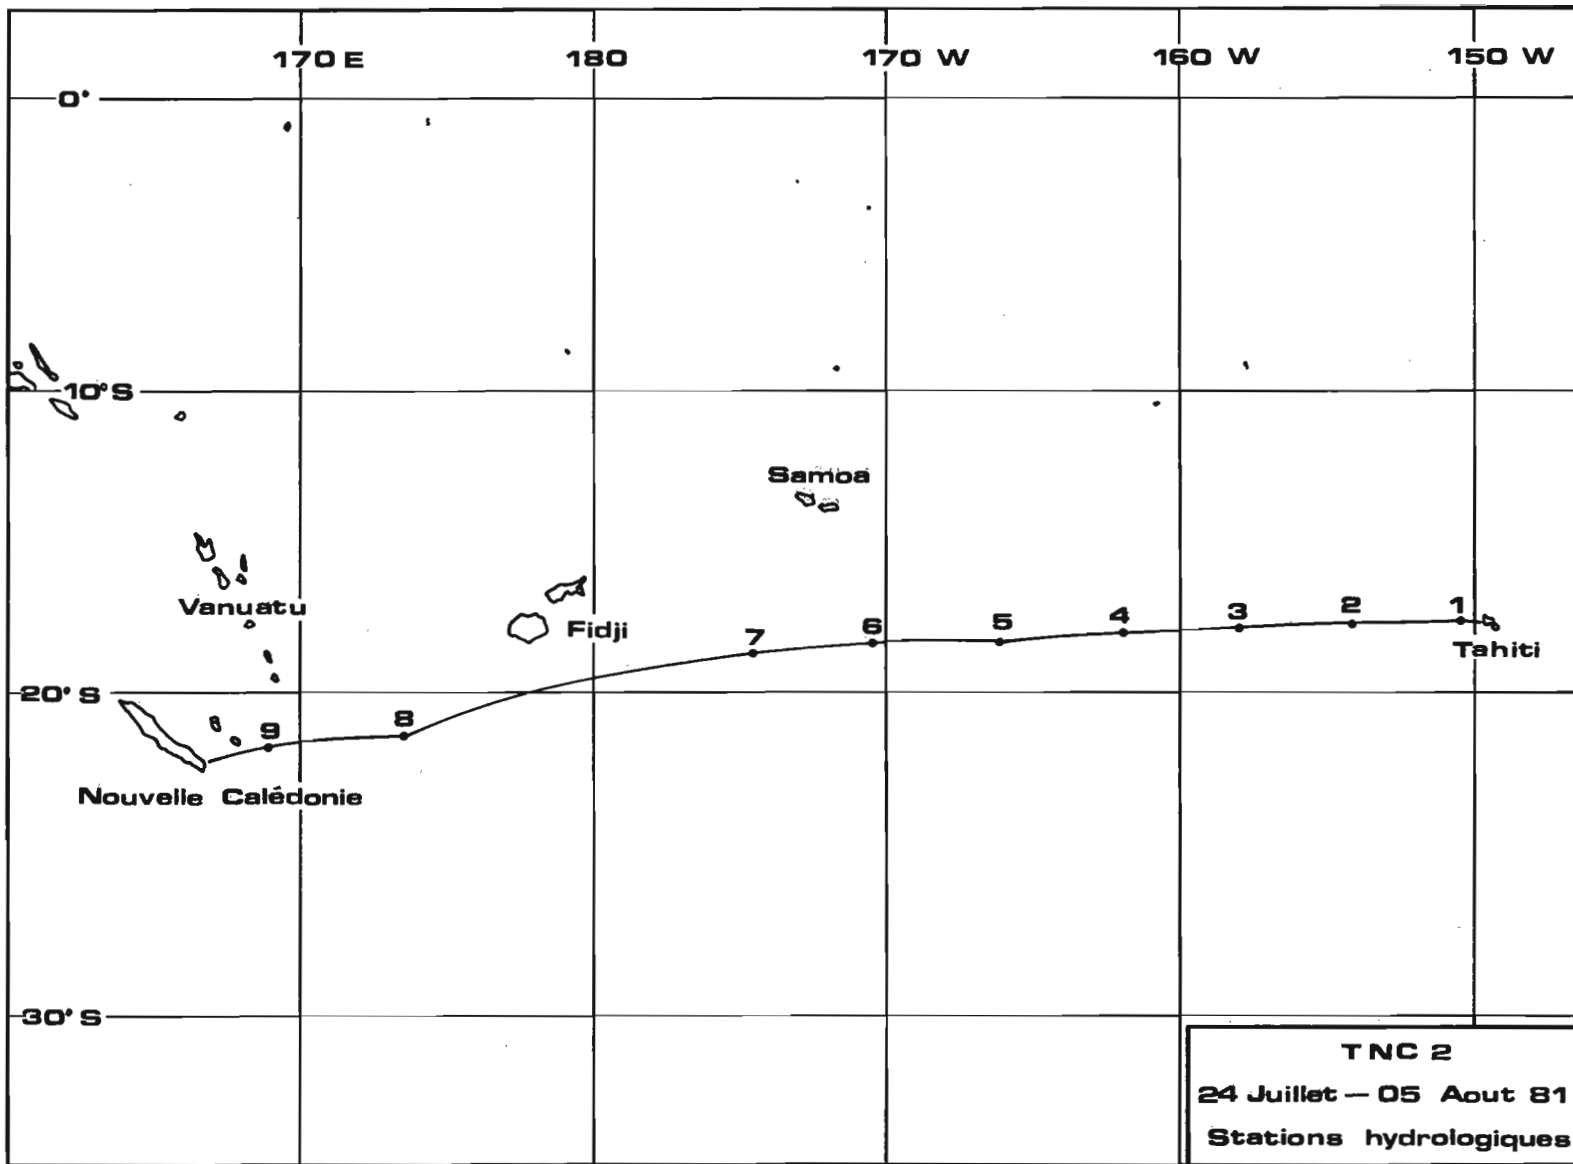 170 E 180 170 W 160 W 150 W
0°
10°S
Samoa
Vanuatu
Fidji
7 6 5 4 3 2 1
Tahiti
20°S
9 8
Nouvelle Calédonie
30°S
TNC 2
24 Juillet — 05 Aout 81
Stations hydrologiques